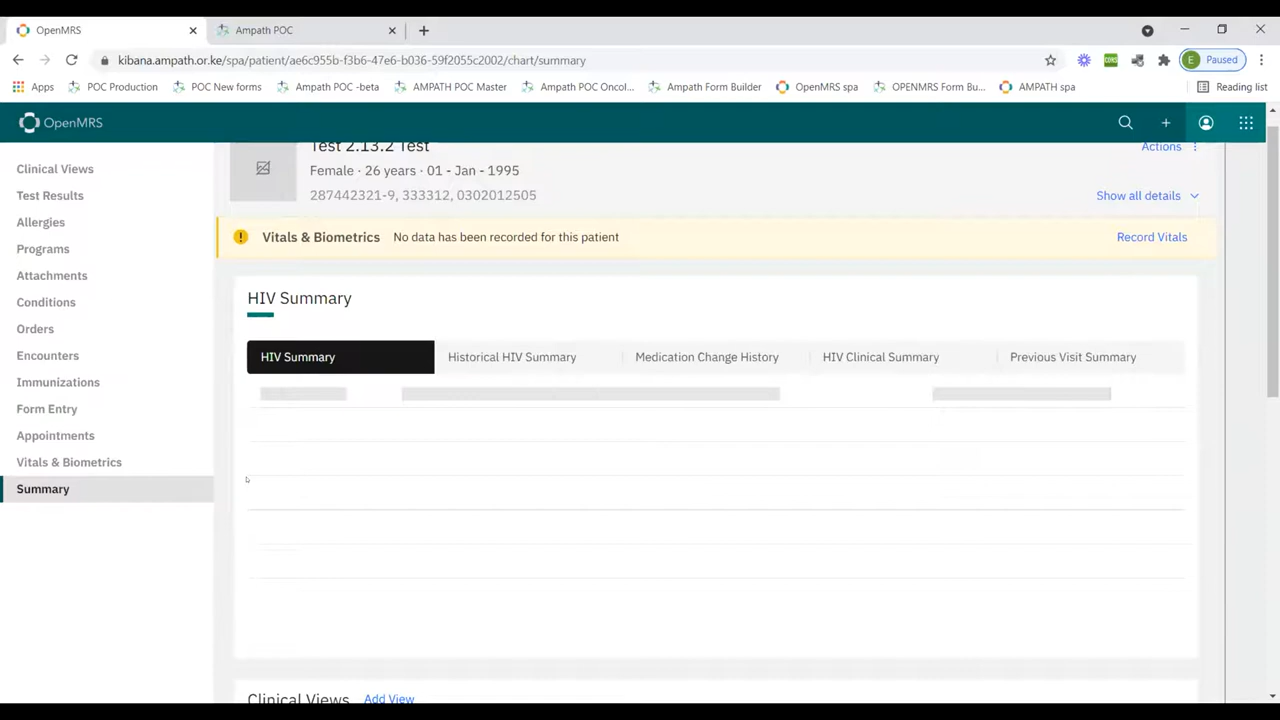 OpenMRS
Ampath POC
kibana.ampath.or.ke/spa/patient/ae6c955b-f3b6-47e6-b036-59f2055c2091/chart/summary
E Paused
Apps
POC Production
POC New forms
Ampath POC -beta
AMPATH POC Master
Ampath POC Oncol...
Ampath Form Builder
OpenMRS spa
OPENMRS Form Bu...
AMPATH spa
Reading list
OpenMRS
Clinical Views
Test Results
Allergies
Programs
Attachments
Conditions
Orders
Encounters
Immunizations
Form Entry
Appointments
Vitals & Biometrics
Summary
Test 2.13.2 Test
Actions
Female · 26 years · 01 - Jan - 1995
287442321-9, 333312, 0302012505
Show all details
Vitals & Biometrics No data has been recorded for this patient
Record Vitals
HIV Summary
HIV Summary
Historical HIV Summary
Medication Change History
HIV Clinical Summary
Previous Visit Summary
Clinical Views Add View